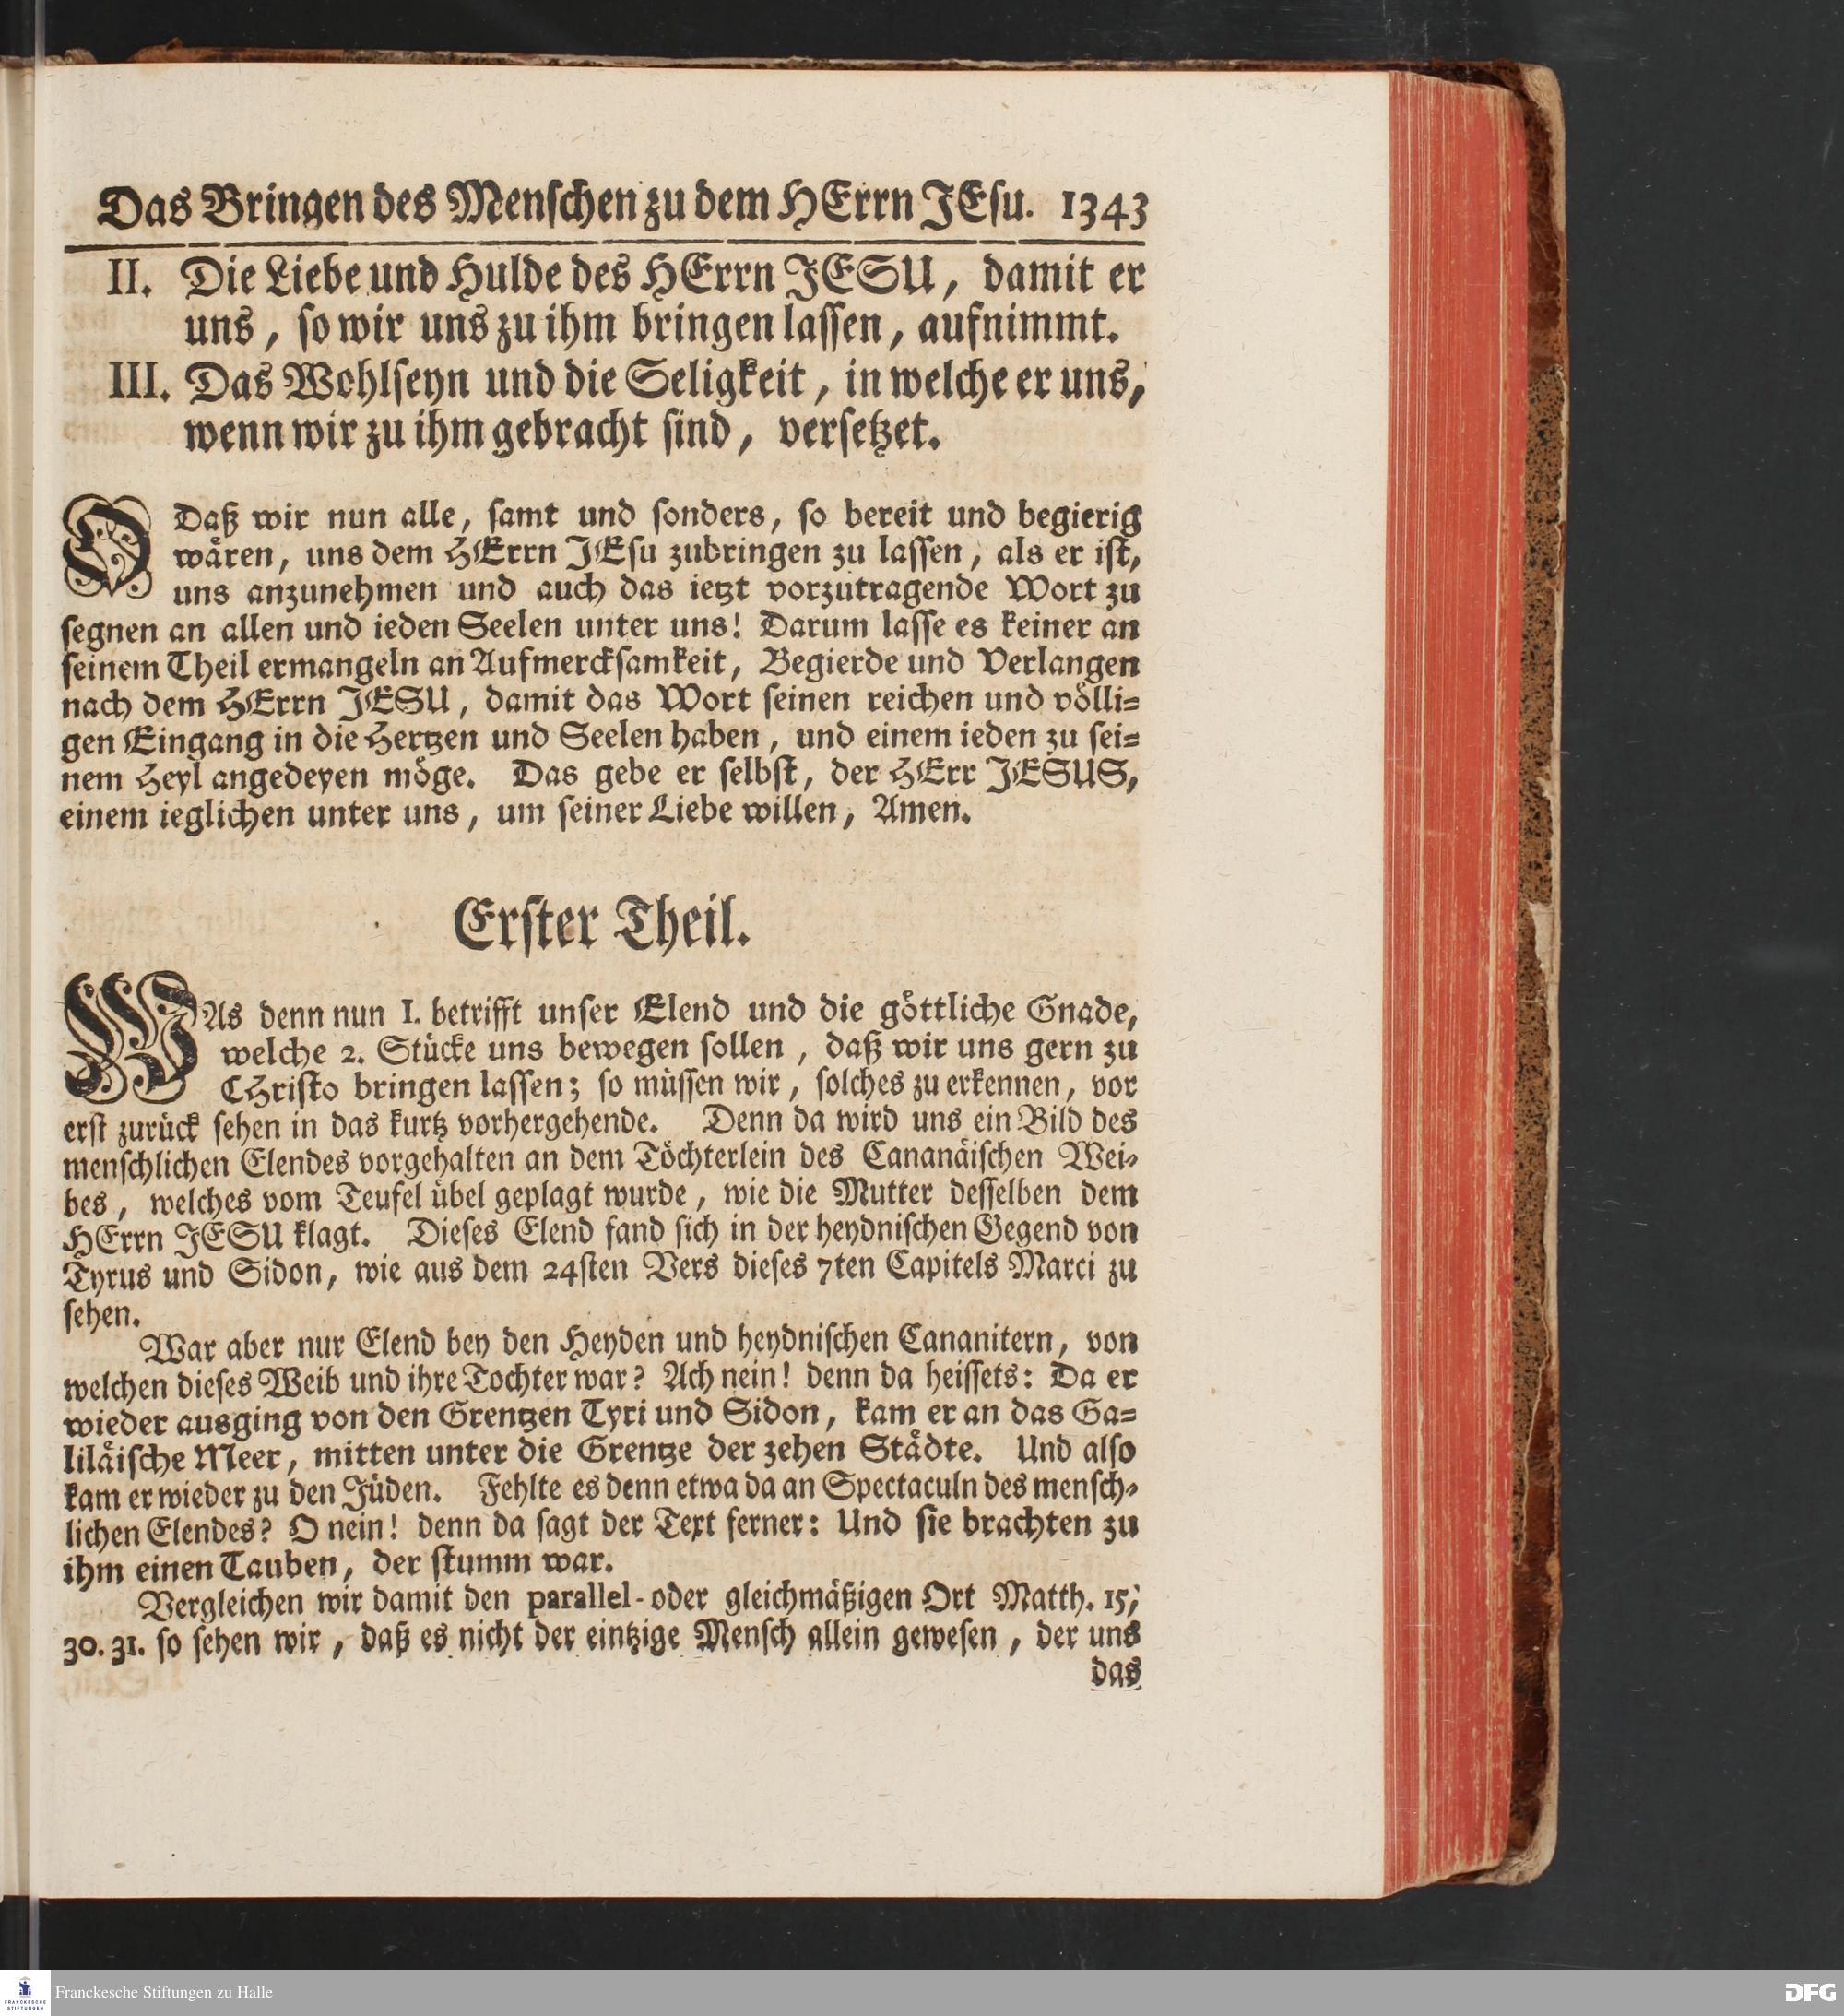 Das Bringen des Menschen zu dem HErrn JEsu. 1343
II. Die Liebe und Hulde des HErrn JESU, damit er
uns, so wir uns zu ihm bringen lassen, aufnimmt.
III. Das Wohlseyn und die Seligkeit, in welche er uns,
wenn wir zu ihm gebracht sind, versetzet.
O Daß wir nun alle, samt und sonders, so bereit und begierig
wären, uns dem HErrn JEsu zubringen zu lassen, als er ist,
uns anzunehmen und auch das ietzt vorzutragende Wort zu
segnen an allen und ieden Seelen unter uns! Darum lasse es keiner an
seinem Theil ermangeln an Aufmercksamkeit, Begierde und Verlangen
nach dem HErrn JESU, damit das Wort seinen reichen und völli-
gen Eingang in die Hertzen und Seelen haben, und einem ieden zu sei-
nem Heyl angedeyen möge. Das gebe er selbst, der HErr JESUS,
einem ieglichen unter uns, um seiner Liebe willen, Amen.
Erster Theil.
WAs denn nun I. betrifft unser Elend und die göttliche Gnade,
welche 2. Stücke uns bewegen sollen, daß wir uns gern zu
CHristo bringen lassen; so müssen wir, solches zu erkennen, vor
erst zurück sehen in das kurtz vorhergehende. Denn da wird uns ein Bild des
menschlichen Elendes vorgehalten an dem Töchterlein des Cananäischen Wei-
bes, welches vom Teufel übel geplagt wurde, wie die Mutter desselben dem
HErrn JESU klagt. Dieses Elend fand sich in der heydnischen Gegend von
Tyrus und Sidon, wie aus dem 24sten Vers dieses 7ten Capitels Marci zu
sehen.
War aber nur Elend bey den Heyden und heydnischen Cananitern, von
welchen dieses Weib und ihre Tochter war? Ach nein! denn da heissets: Da er
wieder ausging von den Grentzen Tyri und Sidon, kam er an das Ga-
liläische Meer, mitten unter die Grentze der zehen Städte. Und also
kam er wieder zu den Jüden. Fehlte es denn etwa da an Spectaculn des mensch-
lichen Elendes? O nein! denn da sagt der Text ferner: Und sie brachten zu
ihm einen Tauben, der stumm war.
Vergleichen wir damit den parallel- oder gleichmäßigen Ort Matth. 15,
30. 31. so sehen wir, daß es nicht der eintzige Mensch allein gewesen, der uns
das
FRANCKESCHE
STIFTUNGEN
Franckesche Stiftungen zu Halle
DFG